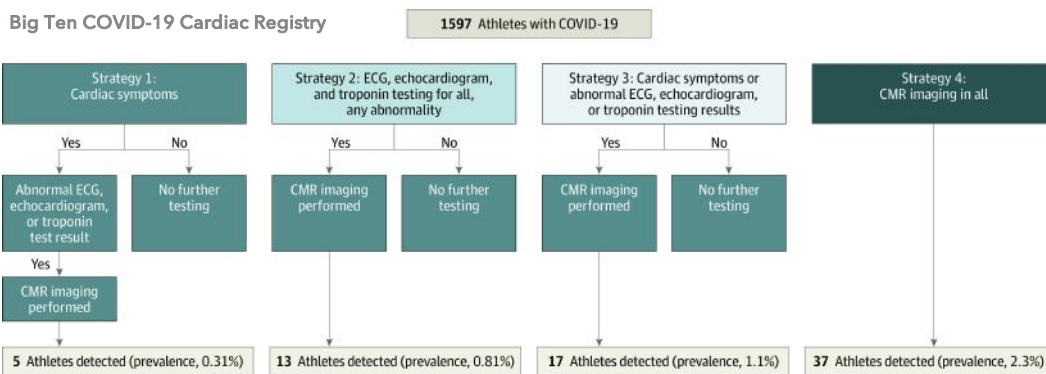 Big Ten COVID-19 Cardiac Registry
1597 Athletes with COVID-19
Strategy 1:
Cardiac symptoms
Yes
No
Abnormal ECG,
echocardiogram,
or troponin
test result
No further
testing
Yes
CMR imaging
performed
5 Athletes detected (prevalence, 0.31%)
Strategy 2: ECG, echocardiogram,
and troponin testing for all,
any abnormality
Yes
No
CMR imaging
performed
No further
testing
13 Athletes detected (prevalence, 0.81%)
Strategy 3: Cardiac symptoms or
abnormal ECG, echocardiogram,
or troponin testing results
Yes
No
CMR imaging
performed
No further
testing
17 Athletes detected (prevalence, 1.1%)
Strategy 4:
CMR imaging in all
37 Athletes detected (prevalence, 2.3%)